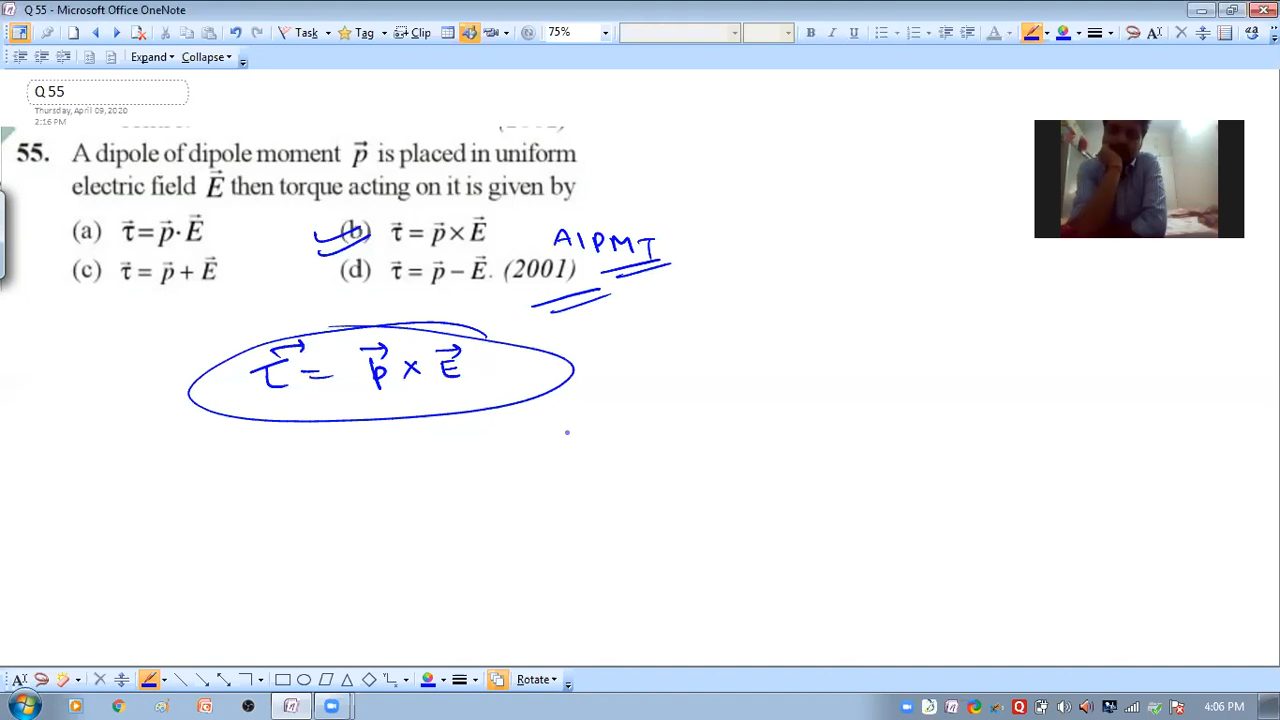 Q 55 - Microsoft Office OneNote
Task Tag Clip 75%
Expand Collapse
Q 55
Thursday, April 09, 2020
2:16 PM
55. A dipole of dipole moment p⃗ is placed in uniform
electric field E⃗ then torque acting on it is given by
(a) τ⃗ = p⃗ · E⃗ (b) τ⃗ = p⃗ × E⃗
AIPMT
(c) τ⃗ = p⃗ + E⃗ (d) τ⃗ = p⃗ − E⃗. (2001)
τ⃗ = p⃗ × E⃗
Rotate
4:06 PM